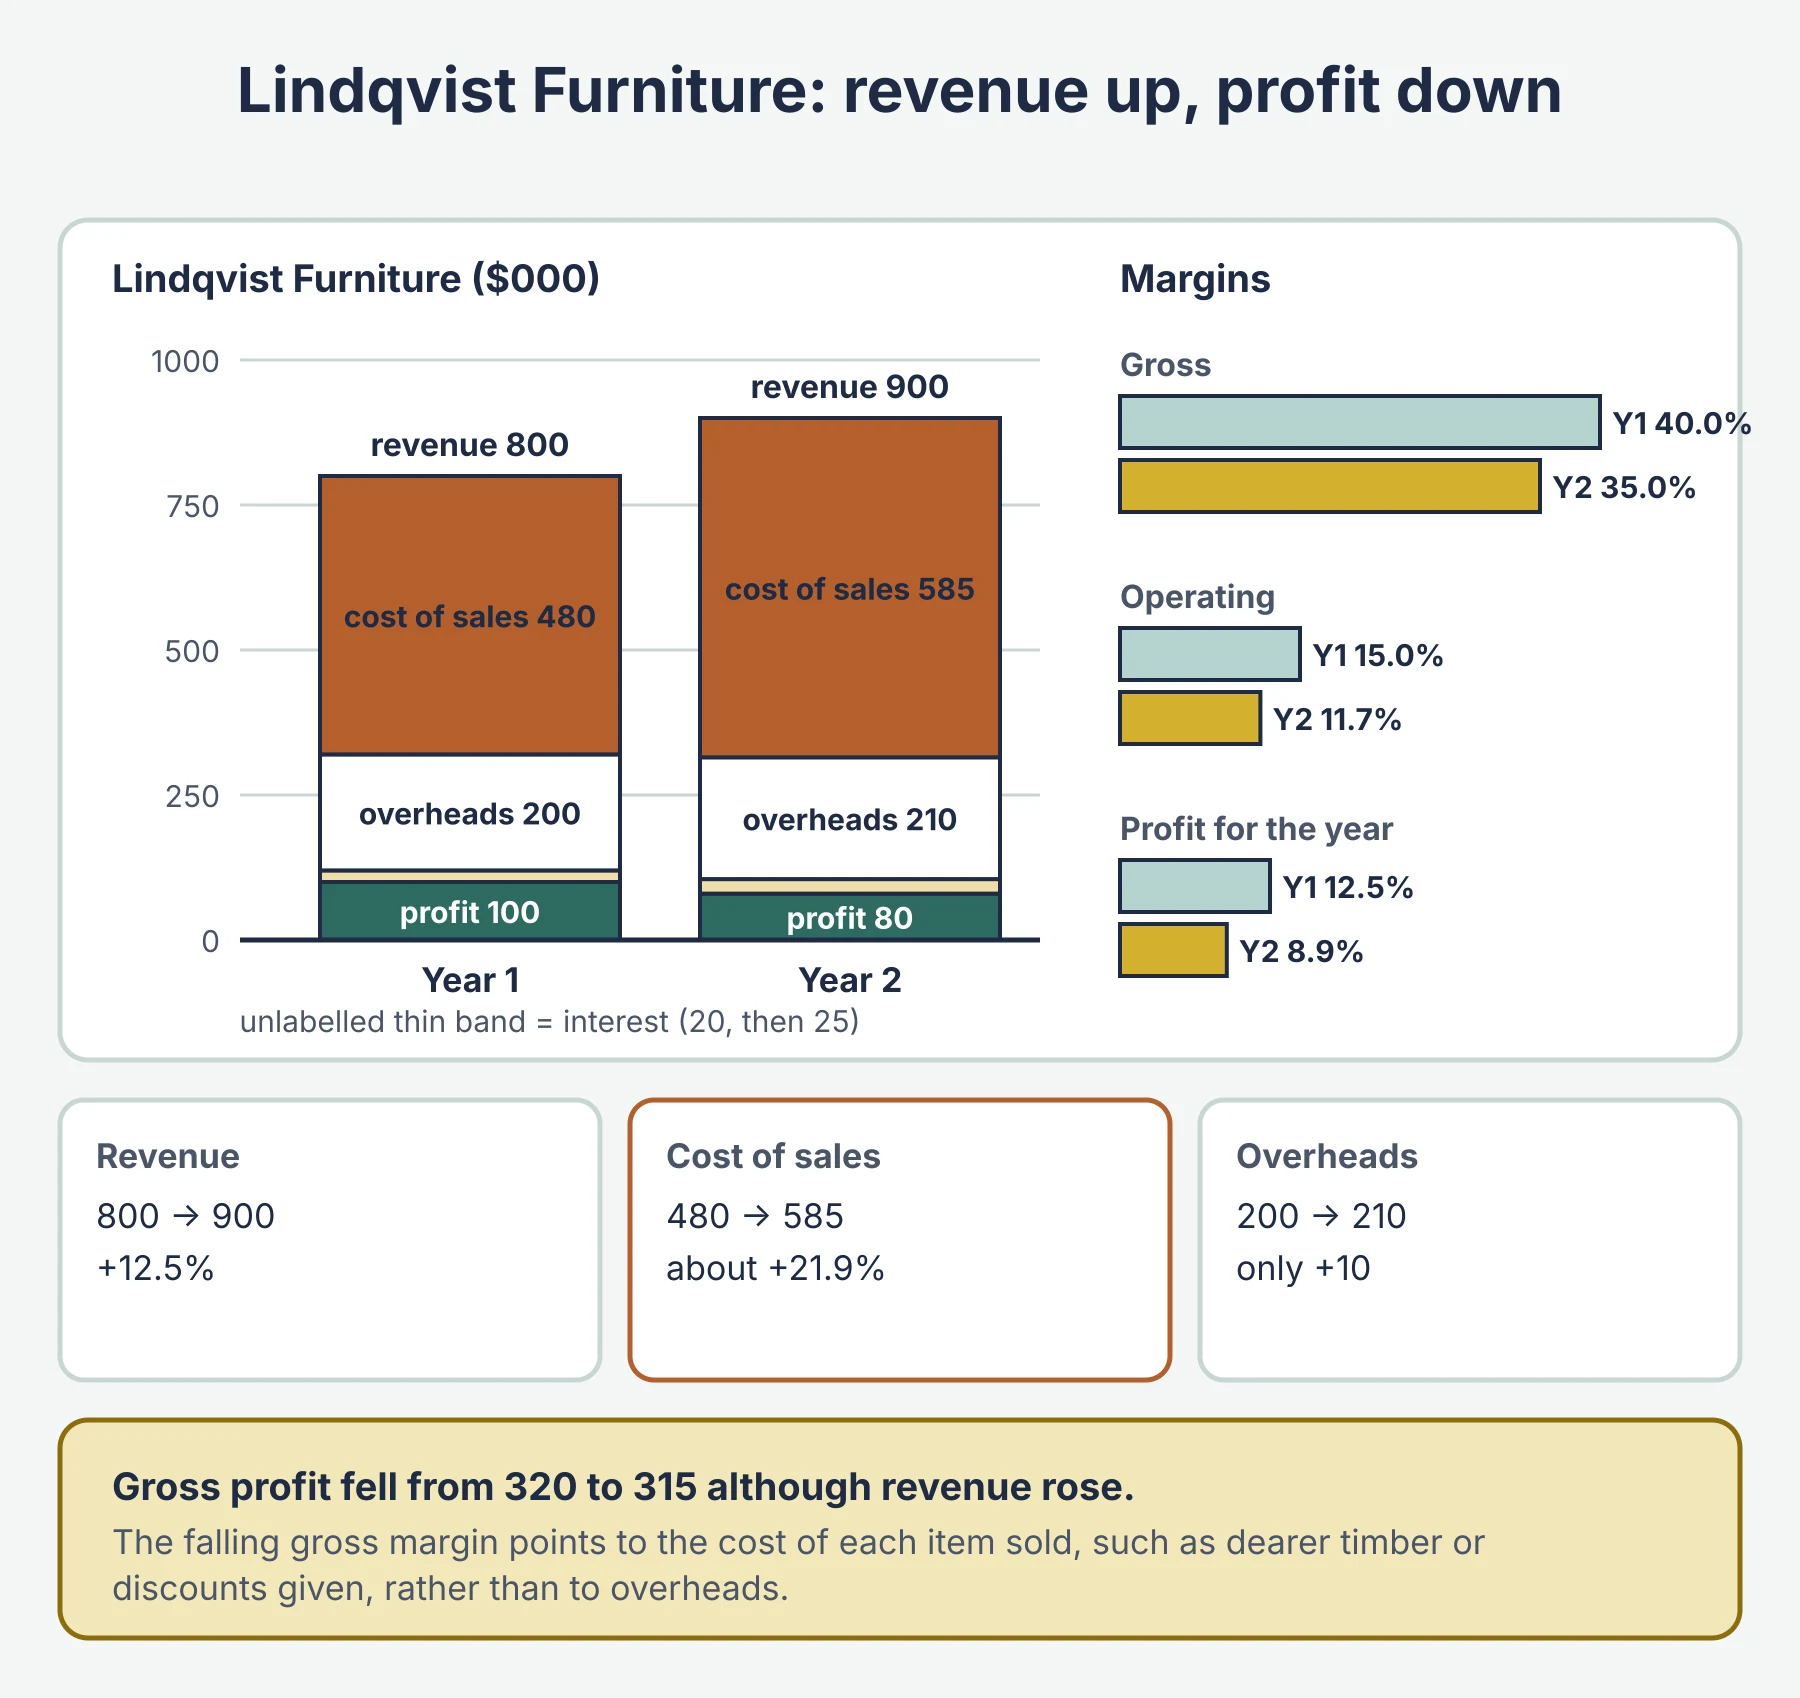 Lindqvist Furniture: revenue up, profit down
Lindqvist Furniture ($000)
1000
750
500
250
0
revenue 800
cost of sales 480
overheads 200
profit 100
Year 1
revenue 900
cost of sales 585
overheads 210
profit 80
Year 2
unlabelled thin band = interest (20, then 25)
Margins
Gross
Y1 40.0%
Y2 35.0%
Operating
Y1 15.0%
Y2 11.7%
Profit for the year
Y1 12.5%
Y2 8.9%
Revenue
800 → 900
+12.5%
Cost of sales
480 → 585
about +21.9%
Overheads
200 → 210
only +10
Gross profit fell from 320 to 315 although revenue rose.
The falling gross margin points to the cost of each item sold, such as dearer timber or
discounts given, rather than to overheads.